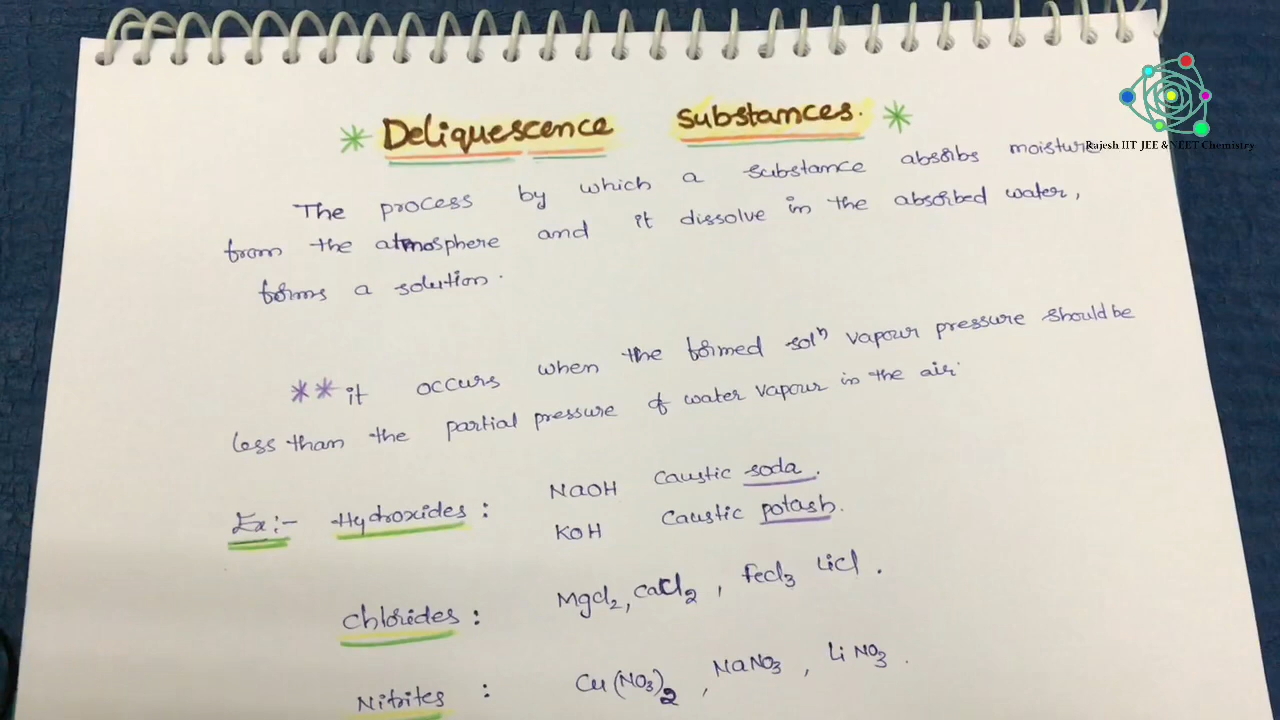 * Deliquescence substances. *
Rajesh IIT JEE & NEET Chemistry
The process by which a substance absorbs moisture
from the atmosphere and it dissolve in the absorbed water,
forms a solution.
** it occurs when the formed solⁿ vapour pressure should be
less than the partial pressure of water vapour in the air.
Ex:- Hydroxides : NaOH caustic soda.
KOH caustic potash.
Chlorides : MgCl₂, CaCl₂, FeCl₃ LiCl.
Nitrites : Cu(NO₃)₂, NaNO₃, LiNO₃.